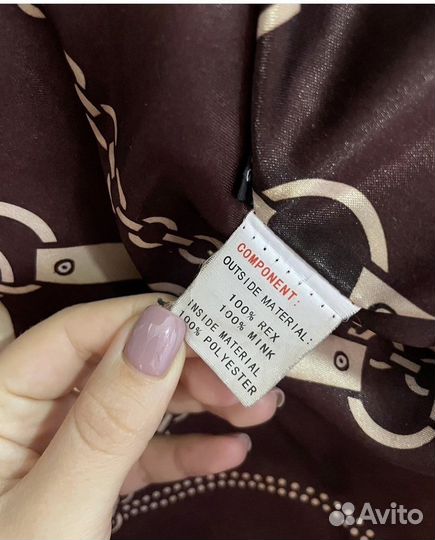 COMPONENT:
OUTSIDE MATERIAL:
100% REX
100% MINK
INSIDE MATERIAL
100% POLYESTER
Avito